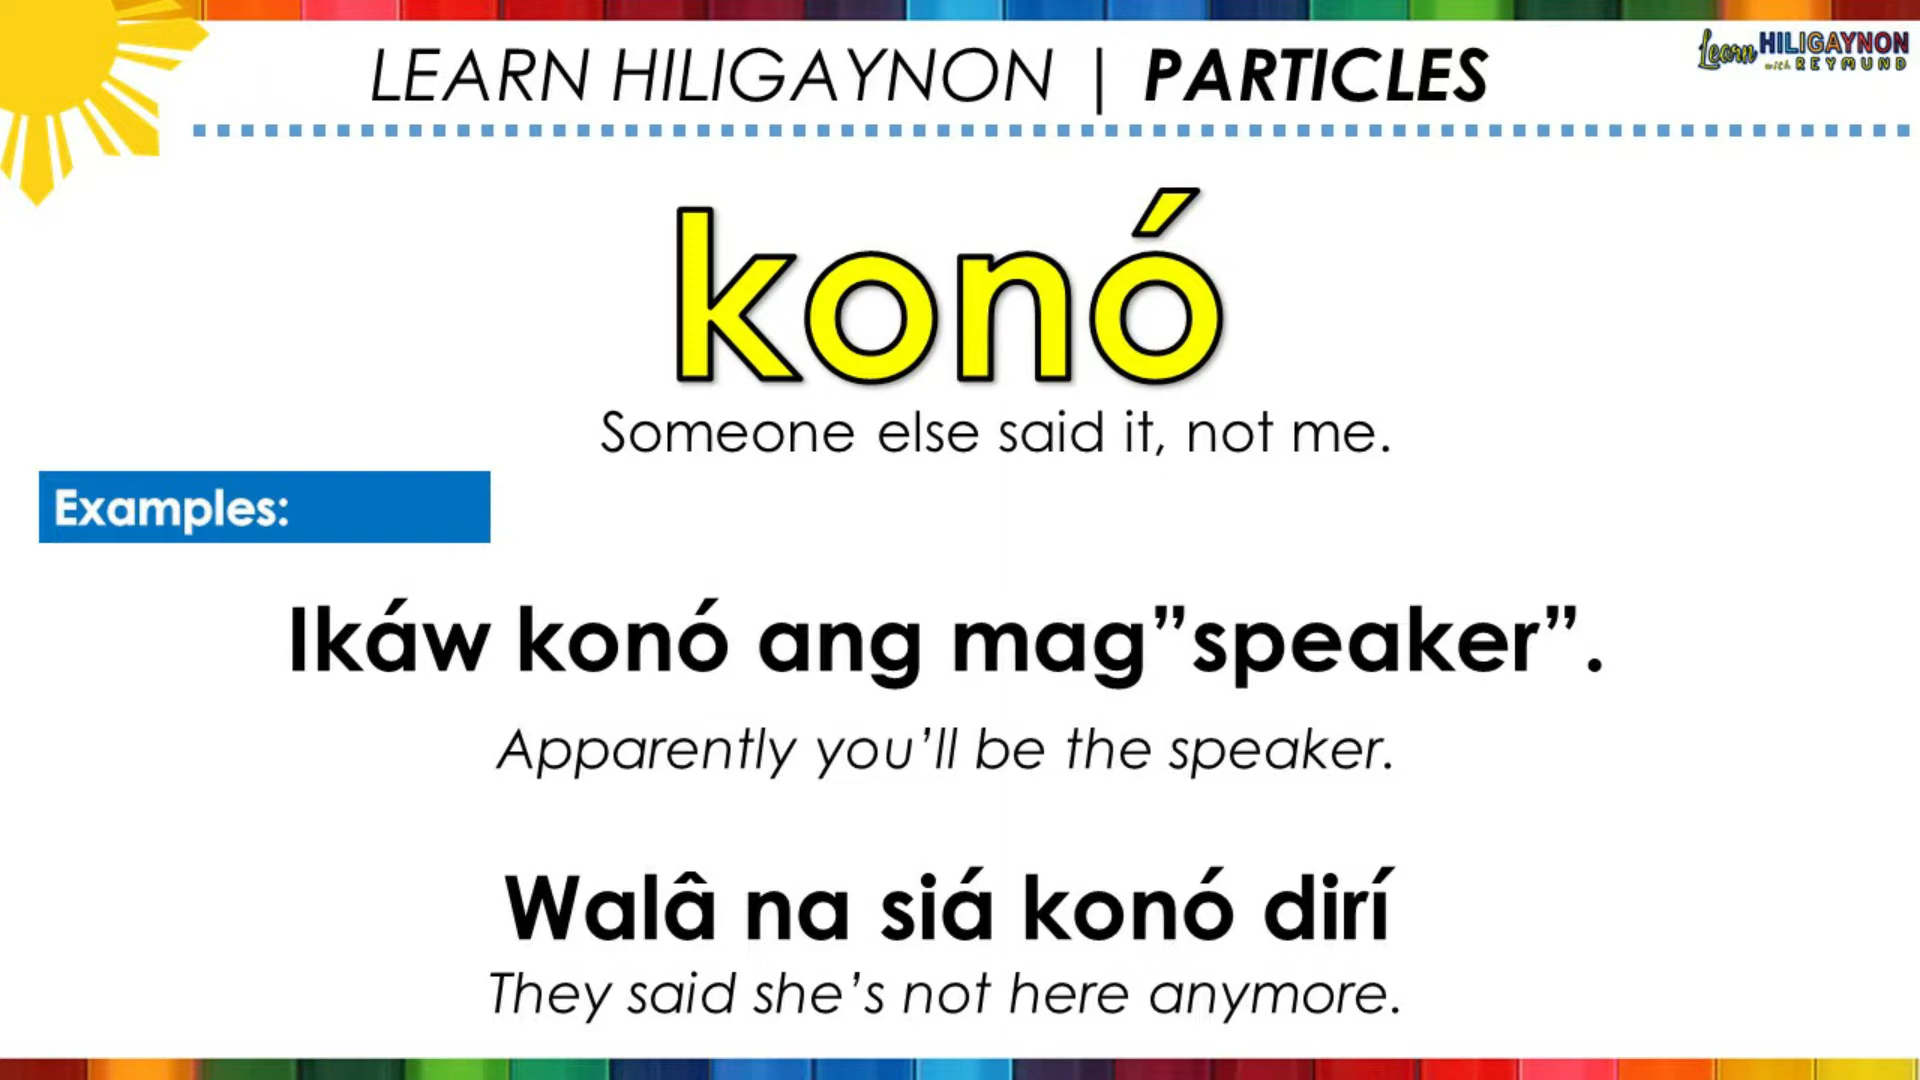 LEARN HILIGAYNON | PARTICLES
Learn HILIGAYNON
with REYMUND
konó
Someone else said it, not me.
Examples:
Ikáw konó ang mag”speaker”.
Apparently you’ll be the speaker.
Walâ na siá konó dirí
They said she’s not here anymore.